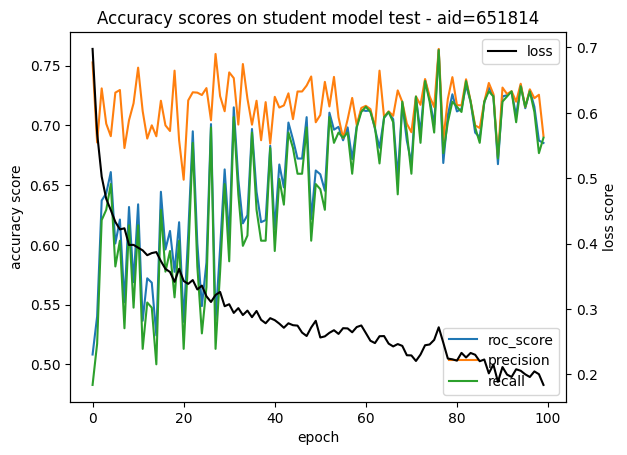 Accuracy scores on student model test - aid=651814
loss
0.75
0.70
0.65
0.60
0.55
0.50
accuracy score
0.7
0.6
0.5
0.4
0.3
0.2
loss score
roc_score
precision
recall
0 20 40 60 80 100
epoch